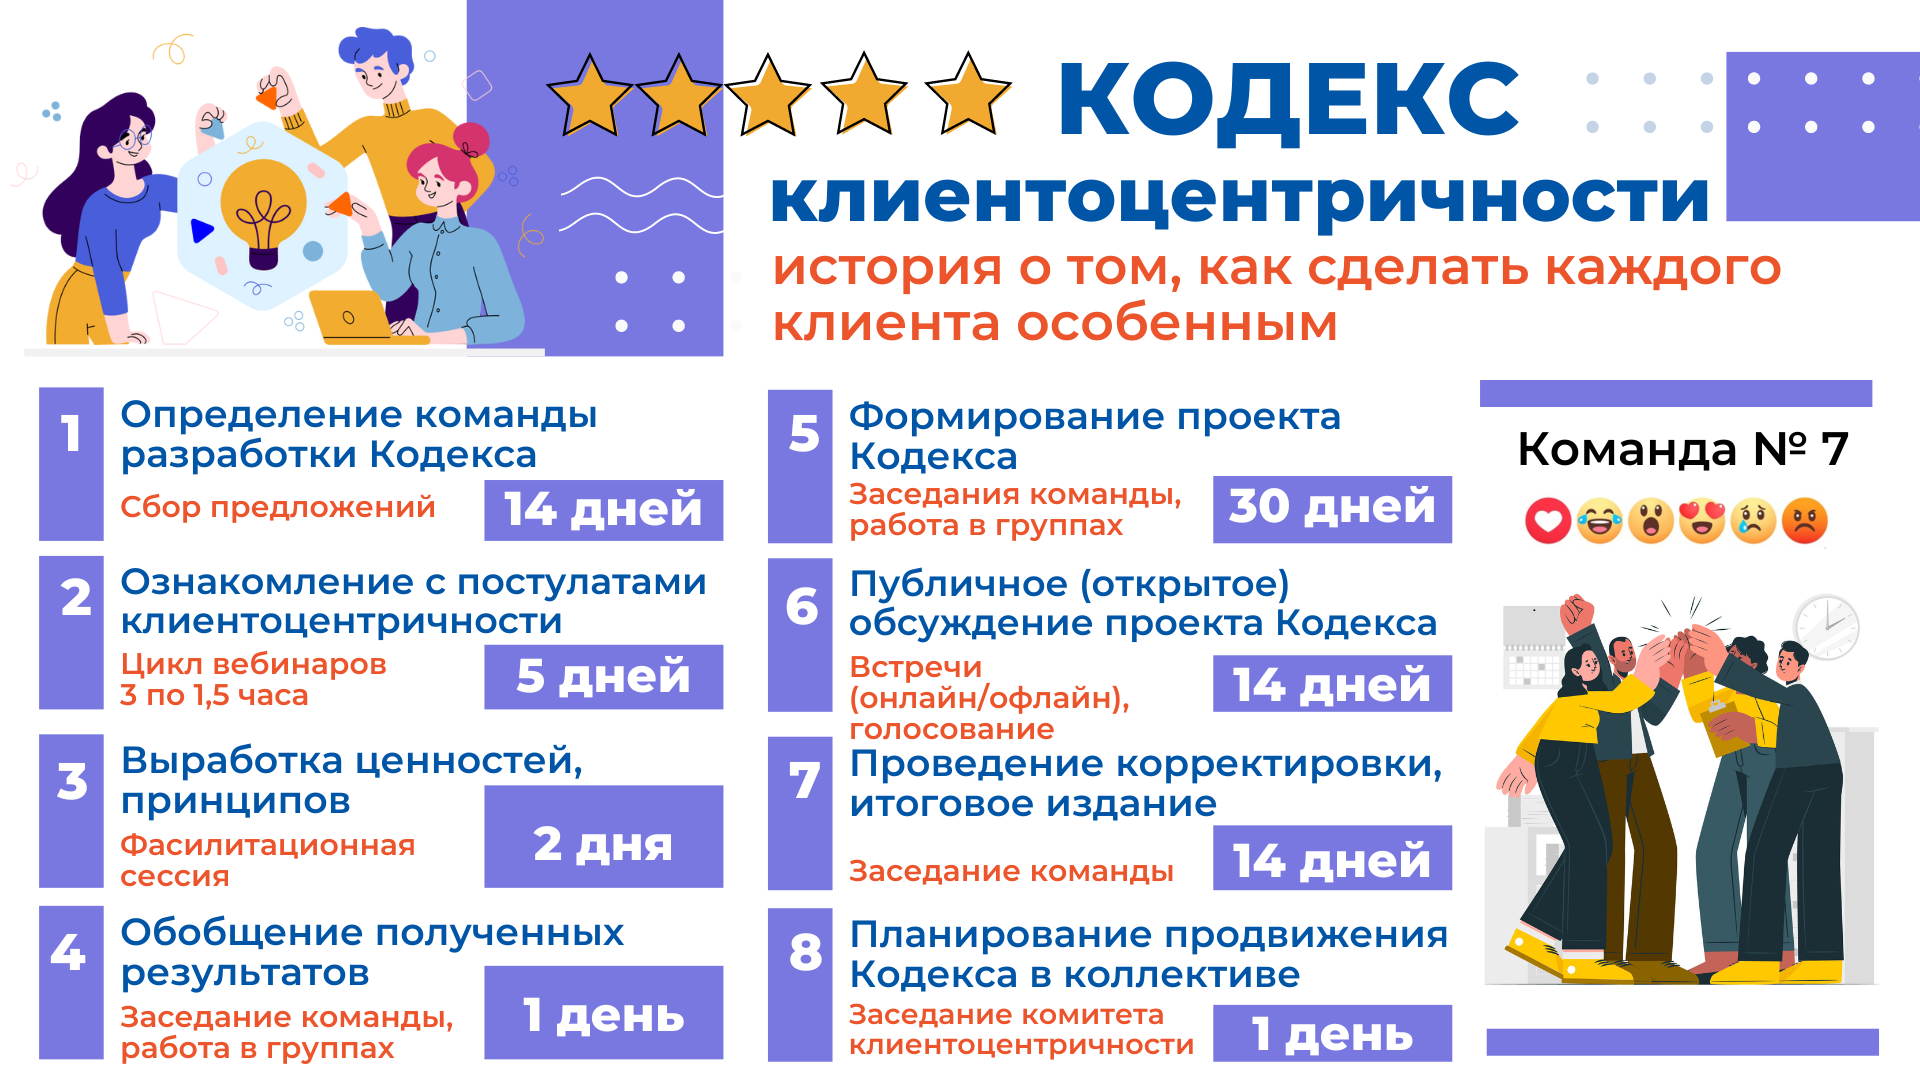 КОДЕКС
клиентоцентричности
история о том, как сделать каждого
клиента особенным
1
Определение команды
разработки Кодекса
Сбор предложений
14 дней
2
Ознакомление с постулатами
клиентоцентричности
Цикл вебинаров
3 по 1,5 часа
5 дней
3
Выработка ценностей,
принципов
Фасилитационная
сессия
2 дня
4
Обобщение полученных
результатов
Заседание команды,
работа в группах
1 день
5
Формирование проекта
Кодекса
Заседания команды,
работа в группах
30 дней
6
Публичное (открытое)
обсуждение проекта Кодекса
Встречи
(онлайн/офлайн),
голосование
14 дней
7
Проведение корректировки,
итоговое издание
Заседание команды
14 дней
8
Планирование продвижения
Кодекса в коллективе
Заседание комитета
клиентоцентричности
1 день
Команда № 7